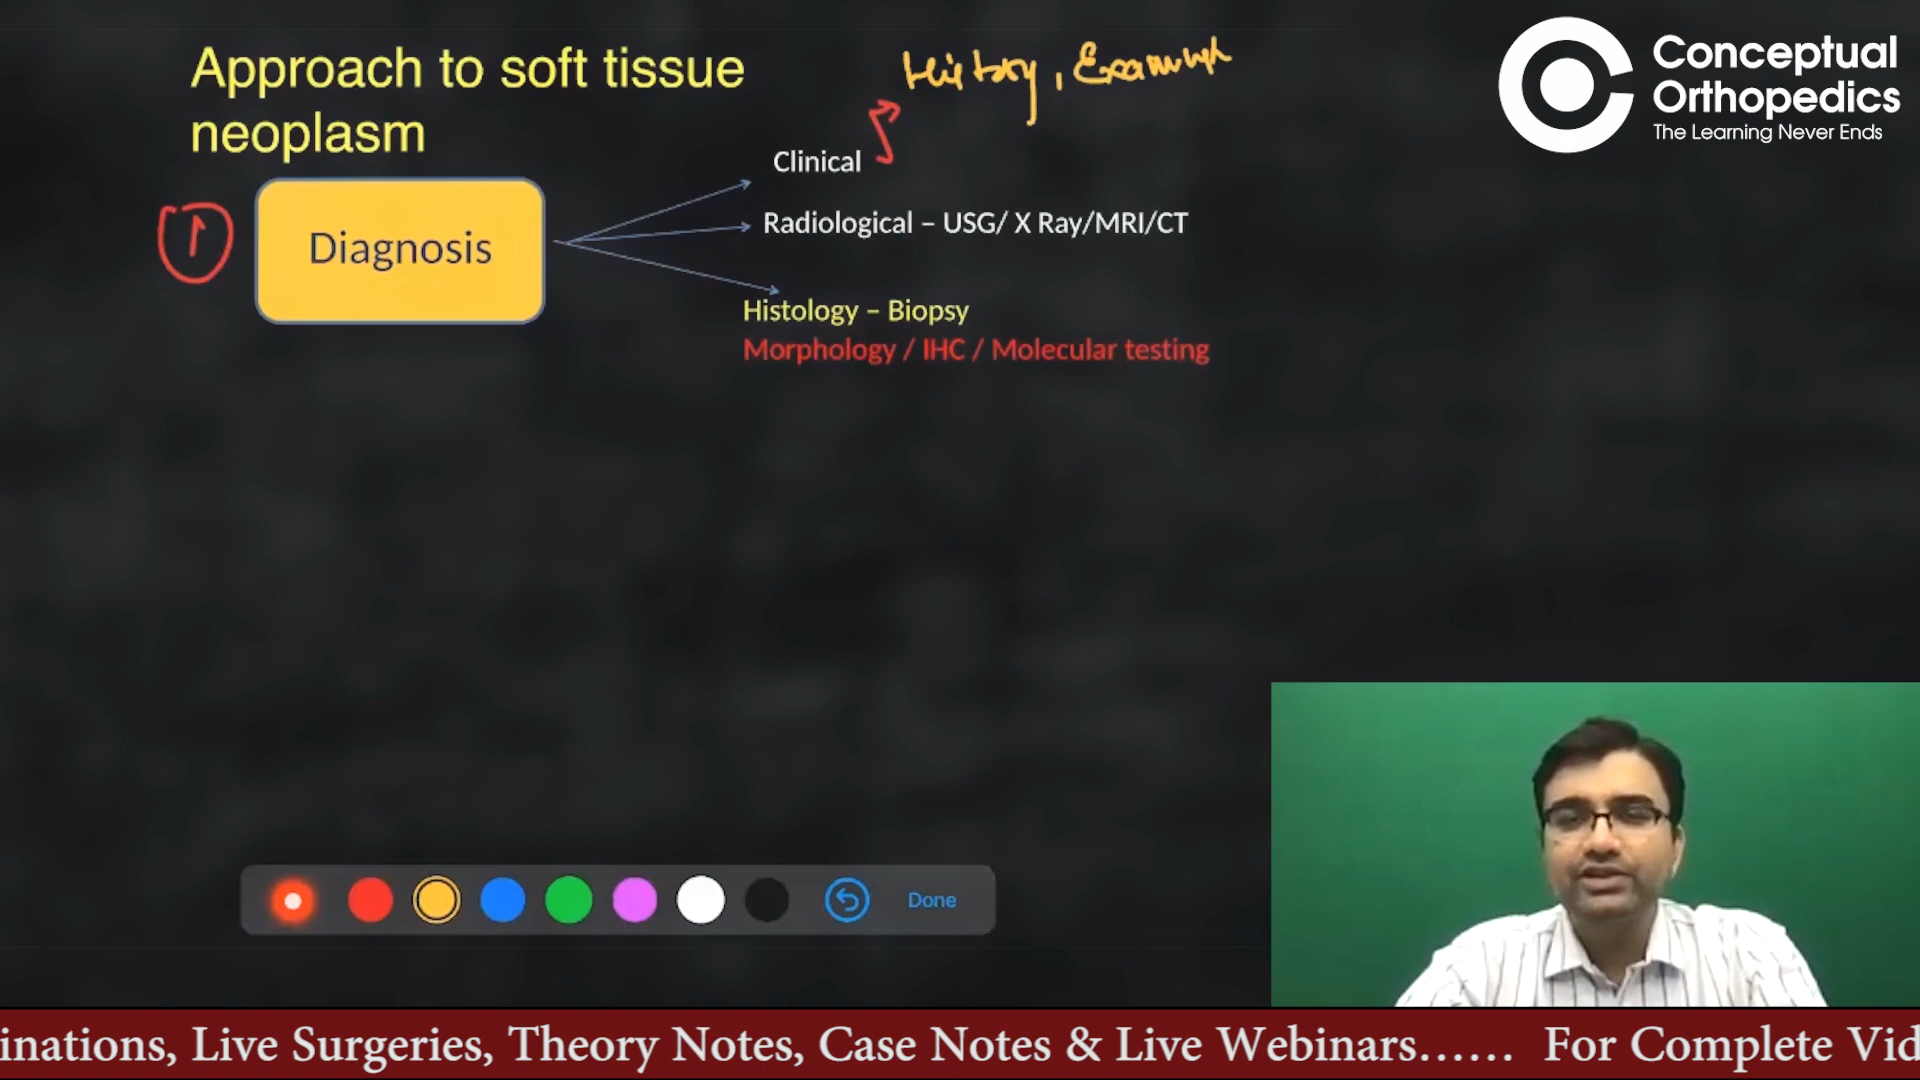 Approach to soft tissue
neoplasm
History,
Clinical
1
Diagnosis
Radiological – USG/ X Ray/MRI/CT
Histology – Biopsy
Morphology / IHC / Molecular testing
Conceptual
Orthopedics
The Learning Never Ends
Done
inations, Live Surgeries, Theory Notes, Case Notes & Live Webinars...... For Complete Vid